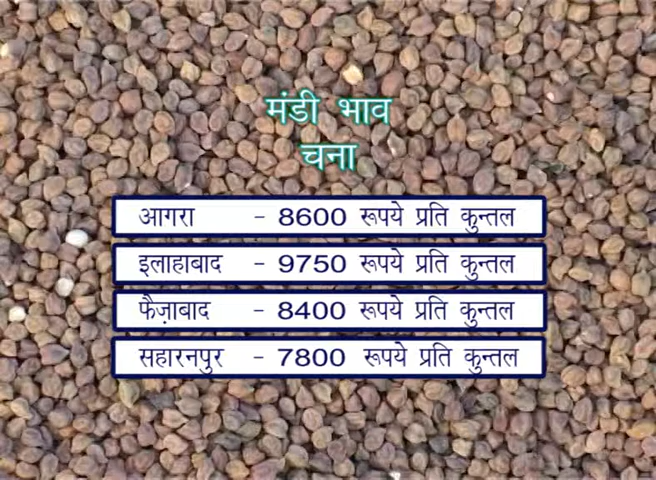 मंडी भाव
चना
आगरा - 8600 रूपये प्रति कुन्तल
इलाहाबाद - 9750 रूपये प्रति कुन्तल
फैज़ाबाद - 8400 रूपये प्रति कुन्तल
सहारनपुर - 7800 रूपये प्रति कुन्तल